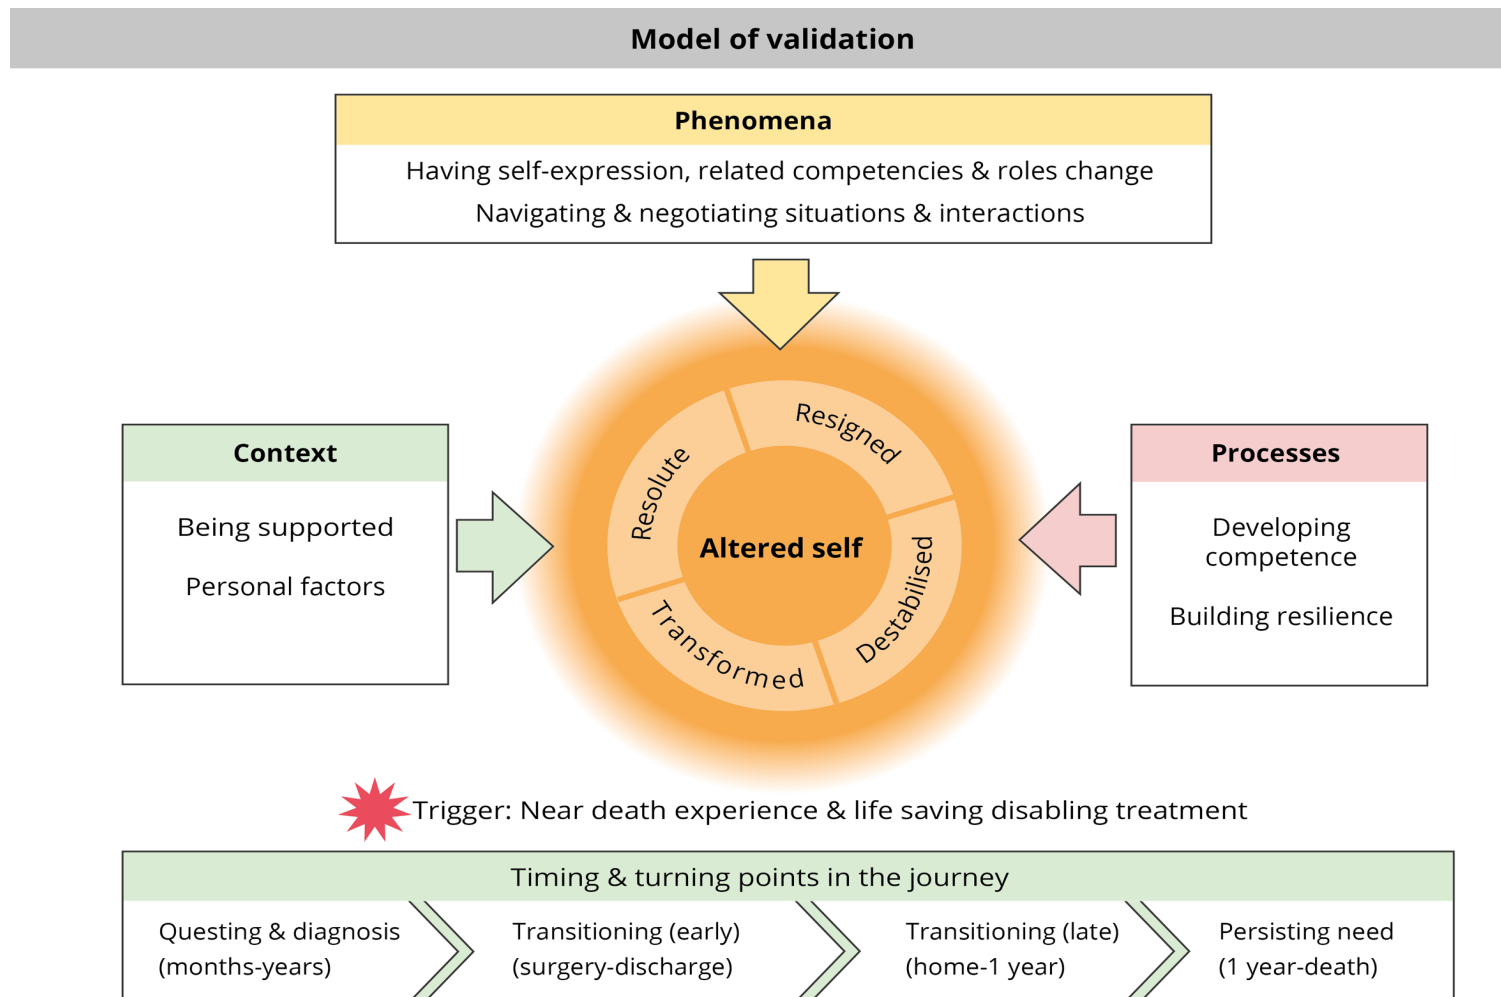 Model of validation
Phenomena
Having self-expression, related competencies & roles change
Navigating & negotiating situations & interactions
Context
Being supported
Personal factors
Resolute
Resigned
Altered self
Destabilised
Transformed
Processes
Developing
competence
Building resilience
Trigger: Near death experience & life saving disabling treatment
Timing & turning points in the journey
Questing & diagnosis
(months-years)
Transitioning (early)
(surgery-discharge)
Transitioning (late)
(home-1 year)
Persisting need
(1 year-death)